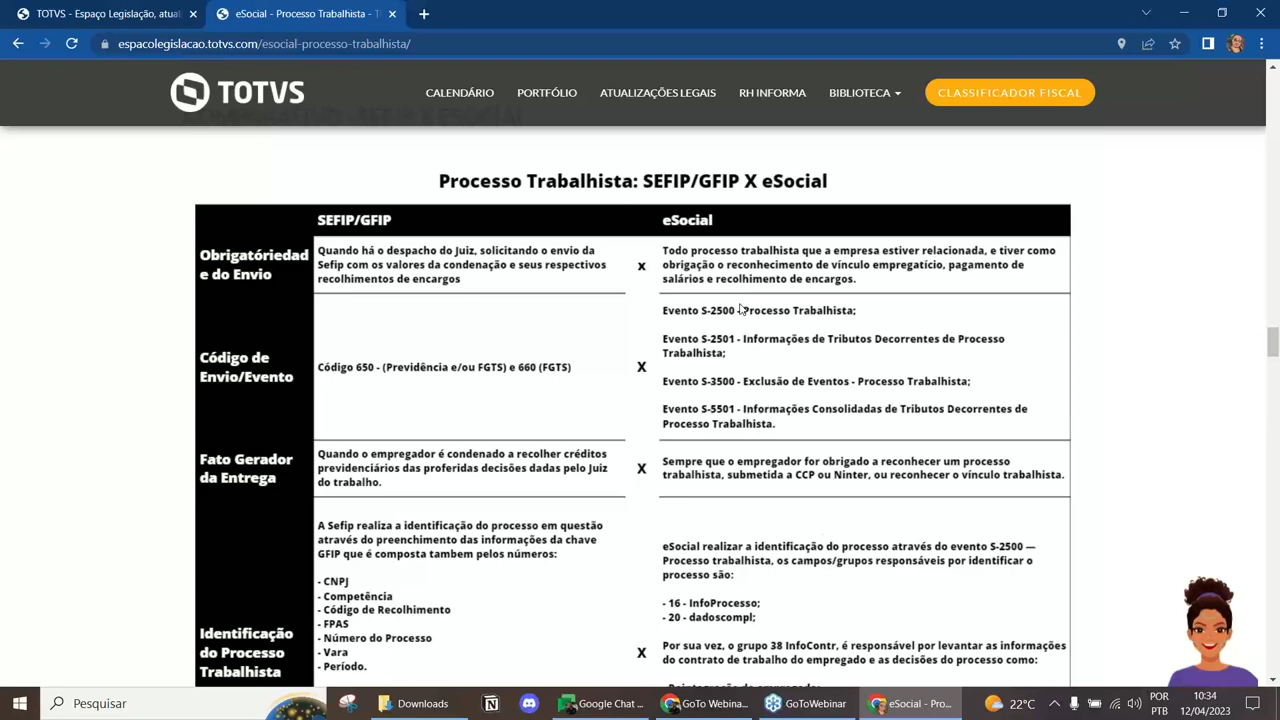 TOTVS - Espaço Legislação, atual
eSocial - Processo Trabalhista - T
espacolegislacao.totvs.com/esocial-processo-trabalhista/
TOTVS
CALENDÁRIO PORTFÓLIO ATUALIZAÇÕES LEGAIS RH INFORMA BIBLIOTECA CLASSIFICADOR FISCAL
Processo Trabalhista: SEFIP/GFIP X eSocial
SEFIP/GFIP eSocial
Obrigatóriedad
e do Envio
Quando há o despacho do Juiz, solicitando o envio da
Sefip com os valores da condenação e seus respectivos
recolhimentos de encargos
x
Todo processo trabalhista que a empresa estiver relacionada, e tiver como
obrigação o reconhecimento de vínculo empregatício, pagamento de
salários e recolhimento de encargos.
Código de
Envio/Evento
Código 650 - (Previdência e/ou FGTS) e 660 (FGTS)
X
Evento S-2500 - Processo Trabalhista;
Evento S-2501 - Informações de Tributos Decorrentes de Processo
Trabalhista;
Evento S-3500 - Exclusão de Eventos - Processo Trabalhista;
Evento S-5501 - Informações Consolidadas de Tributos Decorrentes de
Processo Trabalhista.
Fato Gerador
da Entrega
Quando o empregador é condenado a recolher créditos
previdenciários das proferidas decisões dadas pelo Juiz
do trabalho.
X
Sempre que o empregador for obrigado a reconhecer um processo
trabalhista, submetida a CCP ou Ninter, ou reconhecer o vínculo trabalhista.
Identificação
do Processo
Trabalhista
A Sefip realiza a identificação do processo em questão
através do preenchimento das informações da chave
GFIP que é composta tambem pelos números:
- CNPJ
- Competência
- Código de Recolhimento
- FPAS
- Número do Processo
- Vara
- Período.
X
eSocial realizar a identificação do processo através do evento S-2500 —
Processo trabalhista, os campos/grupos responsáveis por identificar o
processo são:
- 16 - InfoProcesso;
- 20 - dadoscompl;
Por sua vez, o grupo 38 InfoContr, é responsável por levantar as informações
do contrato de trabalho do empregado e as decisões do processo como:
Pesquisar
Downloads
Google Chat ...
GoTo Webina...
GoToWebinar
eSocial - Pro...
22°C
POR
PTB
10:34
12/04/2023